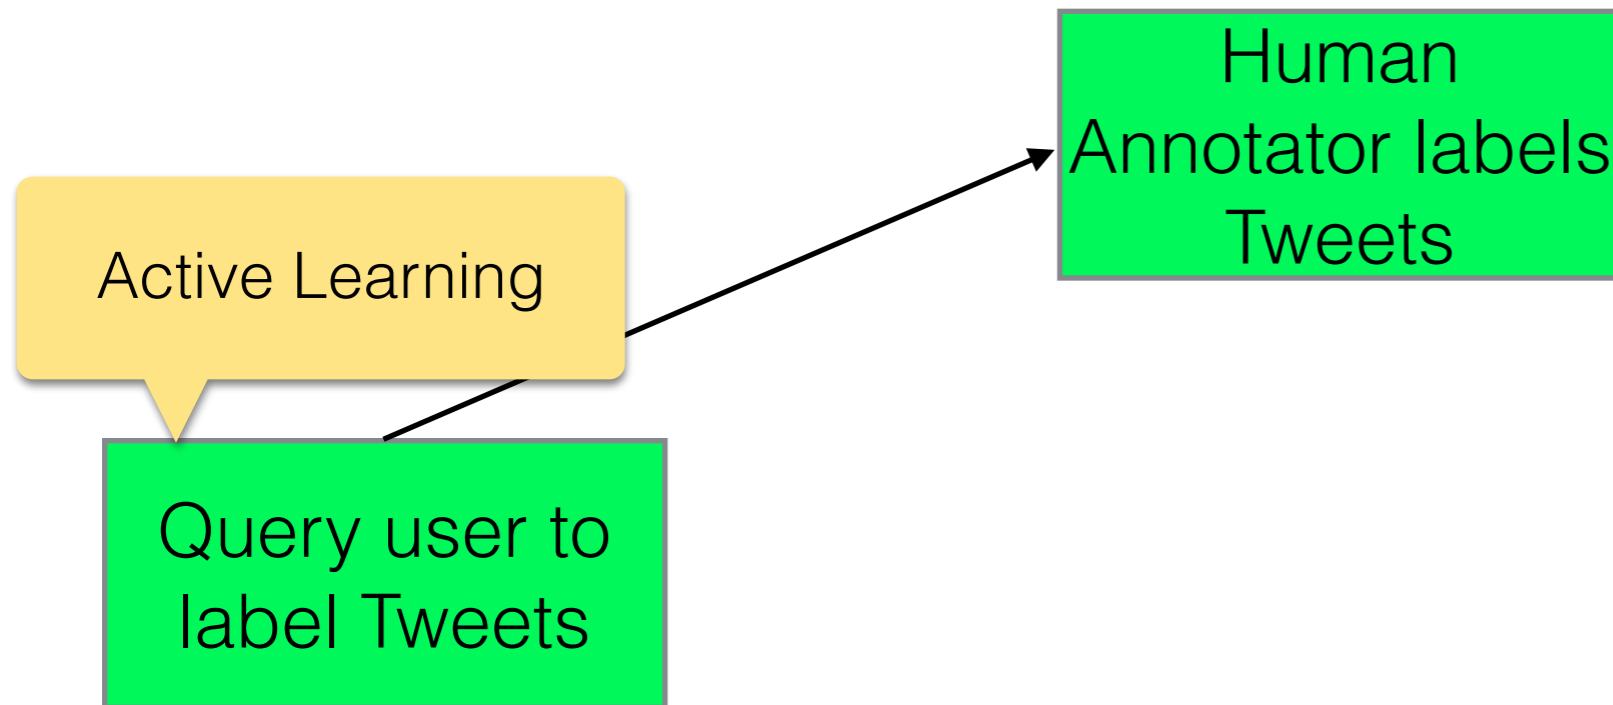 Human
Annotator labels
Tweets
Active Learning
Query user to
label Tweets